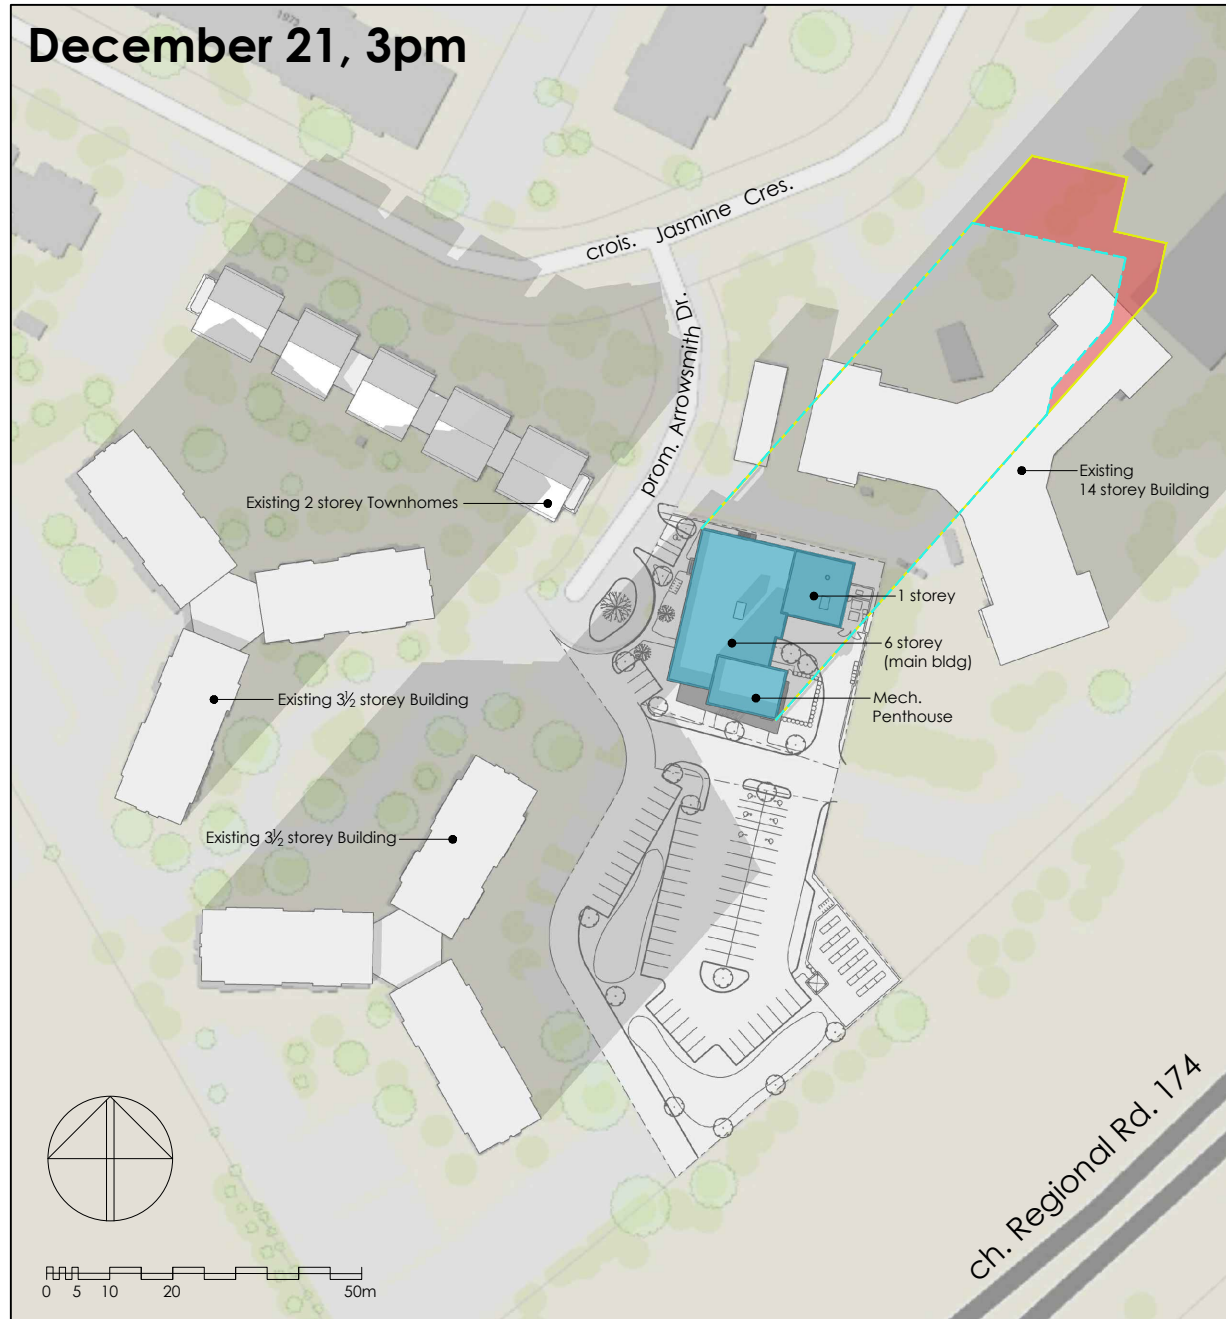 December 21, 3pm
1973
crois. Jasmine Cres.
prom. Arrowsmith Dr.
Existing 2 storey Townhomes
Existing
14 storey Building
1 storey
6 storey
(main bldg)
Mech.
Penthouse
Existing 3½ storey Building
Existing 3½ storey Building
ch. Regional Rd. 174
0 5 10 20 50m